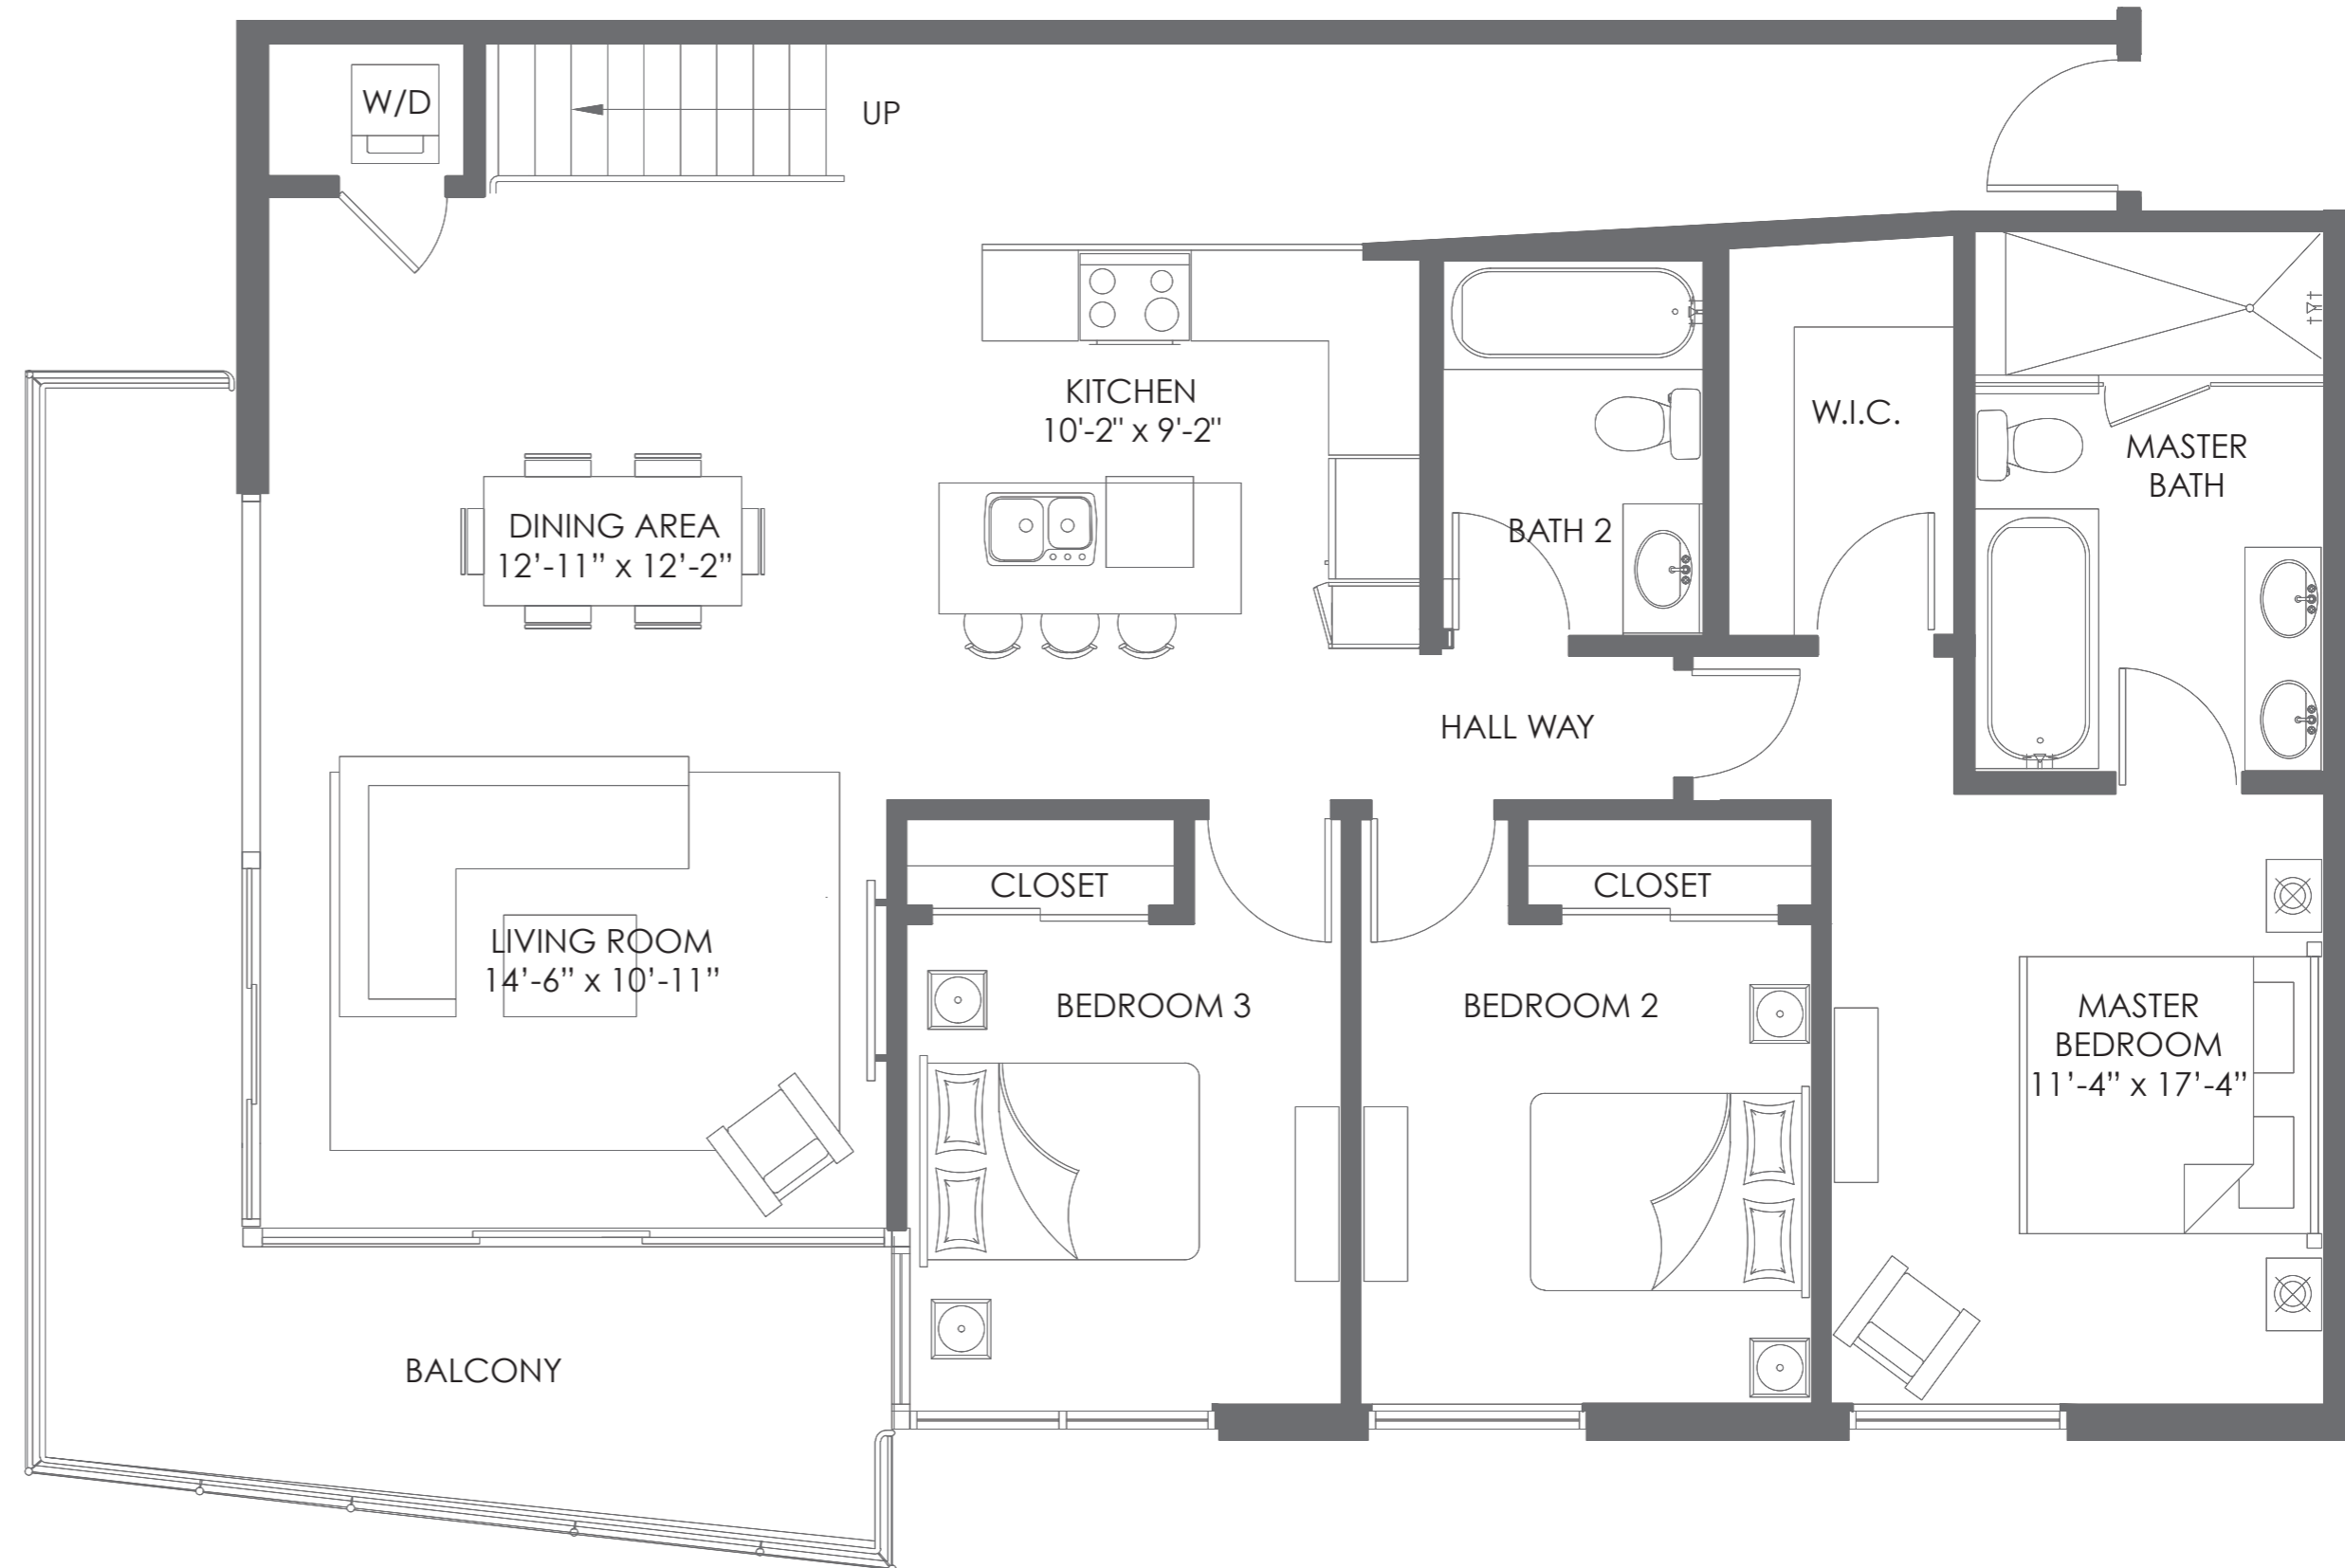 W/D
UP
KITCHEN
10'-2" x 9'-2"
W.I.C.
MASTER
BATH
DINING AREA
12’-11” x 12’-2”
BATH 2
HALL WAY
CLOSET
CLOSET
LIVING ROOM
14’-6” x 10’-11”
BEDROOM 3
BEDROOM 2
MASTER
BEDROOM
11’-4” x 17’-4”
BALCONY